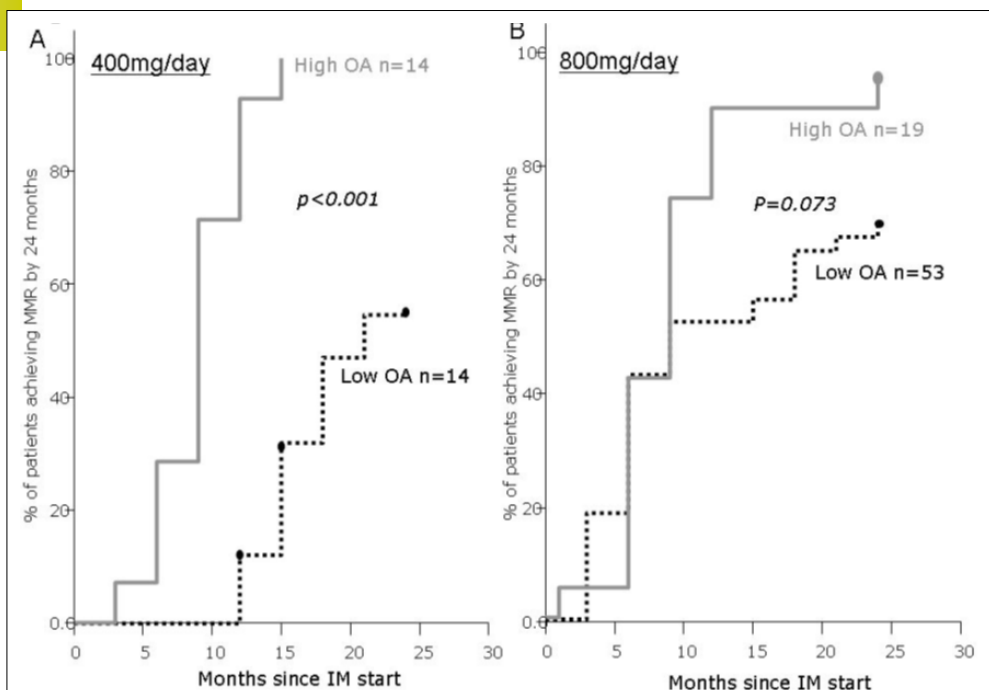 A
400mg/day
High OA n=14
p<0.001
Low OA n=14
% of patients achieving MMR by 24 months
100
80
60
40
20
0.0
0 5 10 15 20 25 30
Months since IM start
B
800mg/day
High OA n=19
P=0.073
Low OA n=53
% of patients achieving MMR by 24 months
100
80
60
40
20
0.0
0 5 10 15 20 25 30
Months since IM start